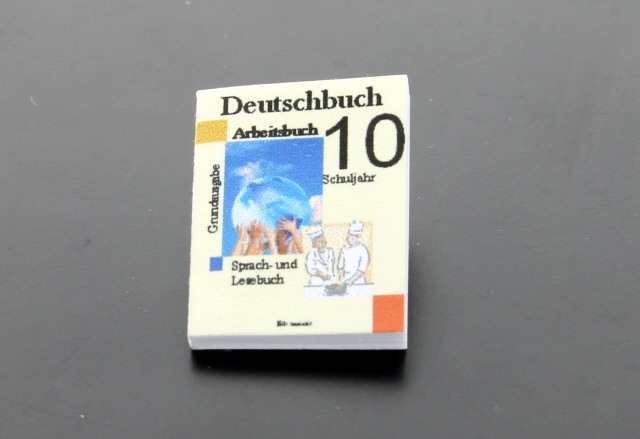 Deutschbuch
Arbeitsbuch
10
Schuljahr
Grundausgabe
Sprach- und
Lesebuch